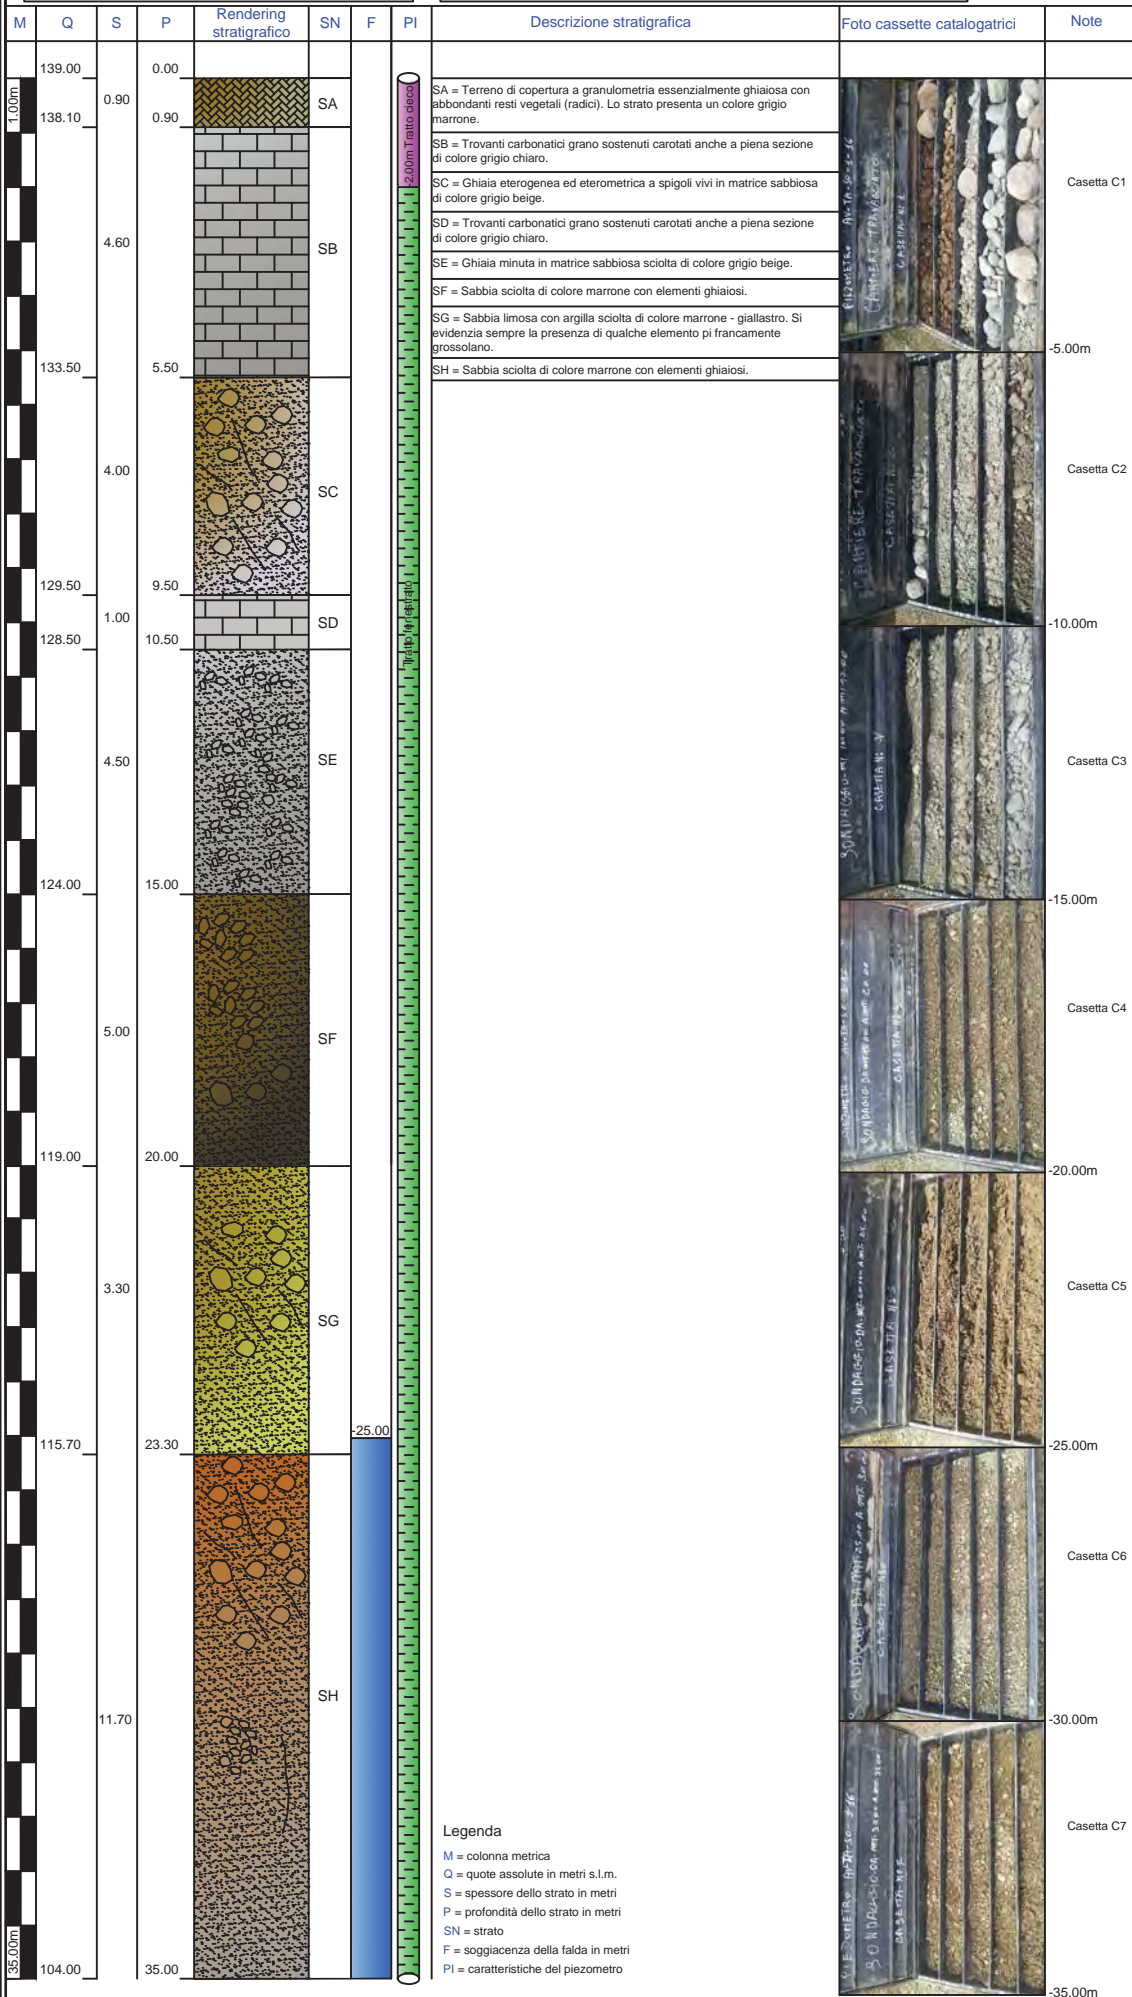 M Q S P Rendering stratigrafico SN F PI Descrizione stratigrafica Foto cassette catalogatrici Note
139.00 0.00
1.00m 0.90 SA
138.10 0.90
4.60 SB
133.50 5.50
4.00 SC
129.50 9.50
1.00 SD
128.50 10.50
4.50 SE
124.00 15.00
5.00 SF
119.00 20.00
3.30 SG
115.70 23.30
11.70 SH
35.00m 104.00 35.00
-25.00
-2.00m Tratto cieco
Tratto fenestrato
SA = Terreno di copertura a granulometria essenzialmente ghiaiosa con
abbondanti resti vegetali (radici). Lo strato presenta un colore grigio
marrone.
SB = Trovanti carbonatici grano sostenuti carotati anche a piena sezione
di colore grigio chiaro.
SC = Ghiaia eterogenea ed eterometrica a spigoli vivi in matrice sabbiosa
di colore grigio beige.
SD = Trovanti carbonatici grano sostenuti carotati anche a piena sezione
di colore grigio chiaro.
SE = Ghiaia minuta in matrice sabbiosa sciolta di colore grigio beige.
SF = Sabbia sciolta di colore marrone con elementi ghiaiosi.
SG = Sabbia limosa con argilla sciolta di colore marrone - giallastro. Si
evidenzia sempre la presenza di qualche elemento pi francamente
grossolano.
SH = Sabbia sciolta di colore marrone con elementi ghiaiosi.
Legenda
M = colonna metrica
Q = quote assolute in metri s.l.m.
S = spessore dello strato in metri
P = profondità dello strato in metri
SN = strato
F = soggiacenza della falda in metri
PI = caratteristiche del piezometro
PIEZOMETRO
CASETTA
Casetta C1
-5.00m
Casetta C2
-10.00m
Casetta C3
-15.00m
Casetta C4
-20.00m
Casetta C5
-25.00m
Casetta C6
-30.00m
Casetta C7
-35.00m